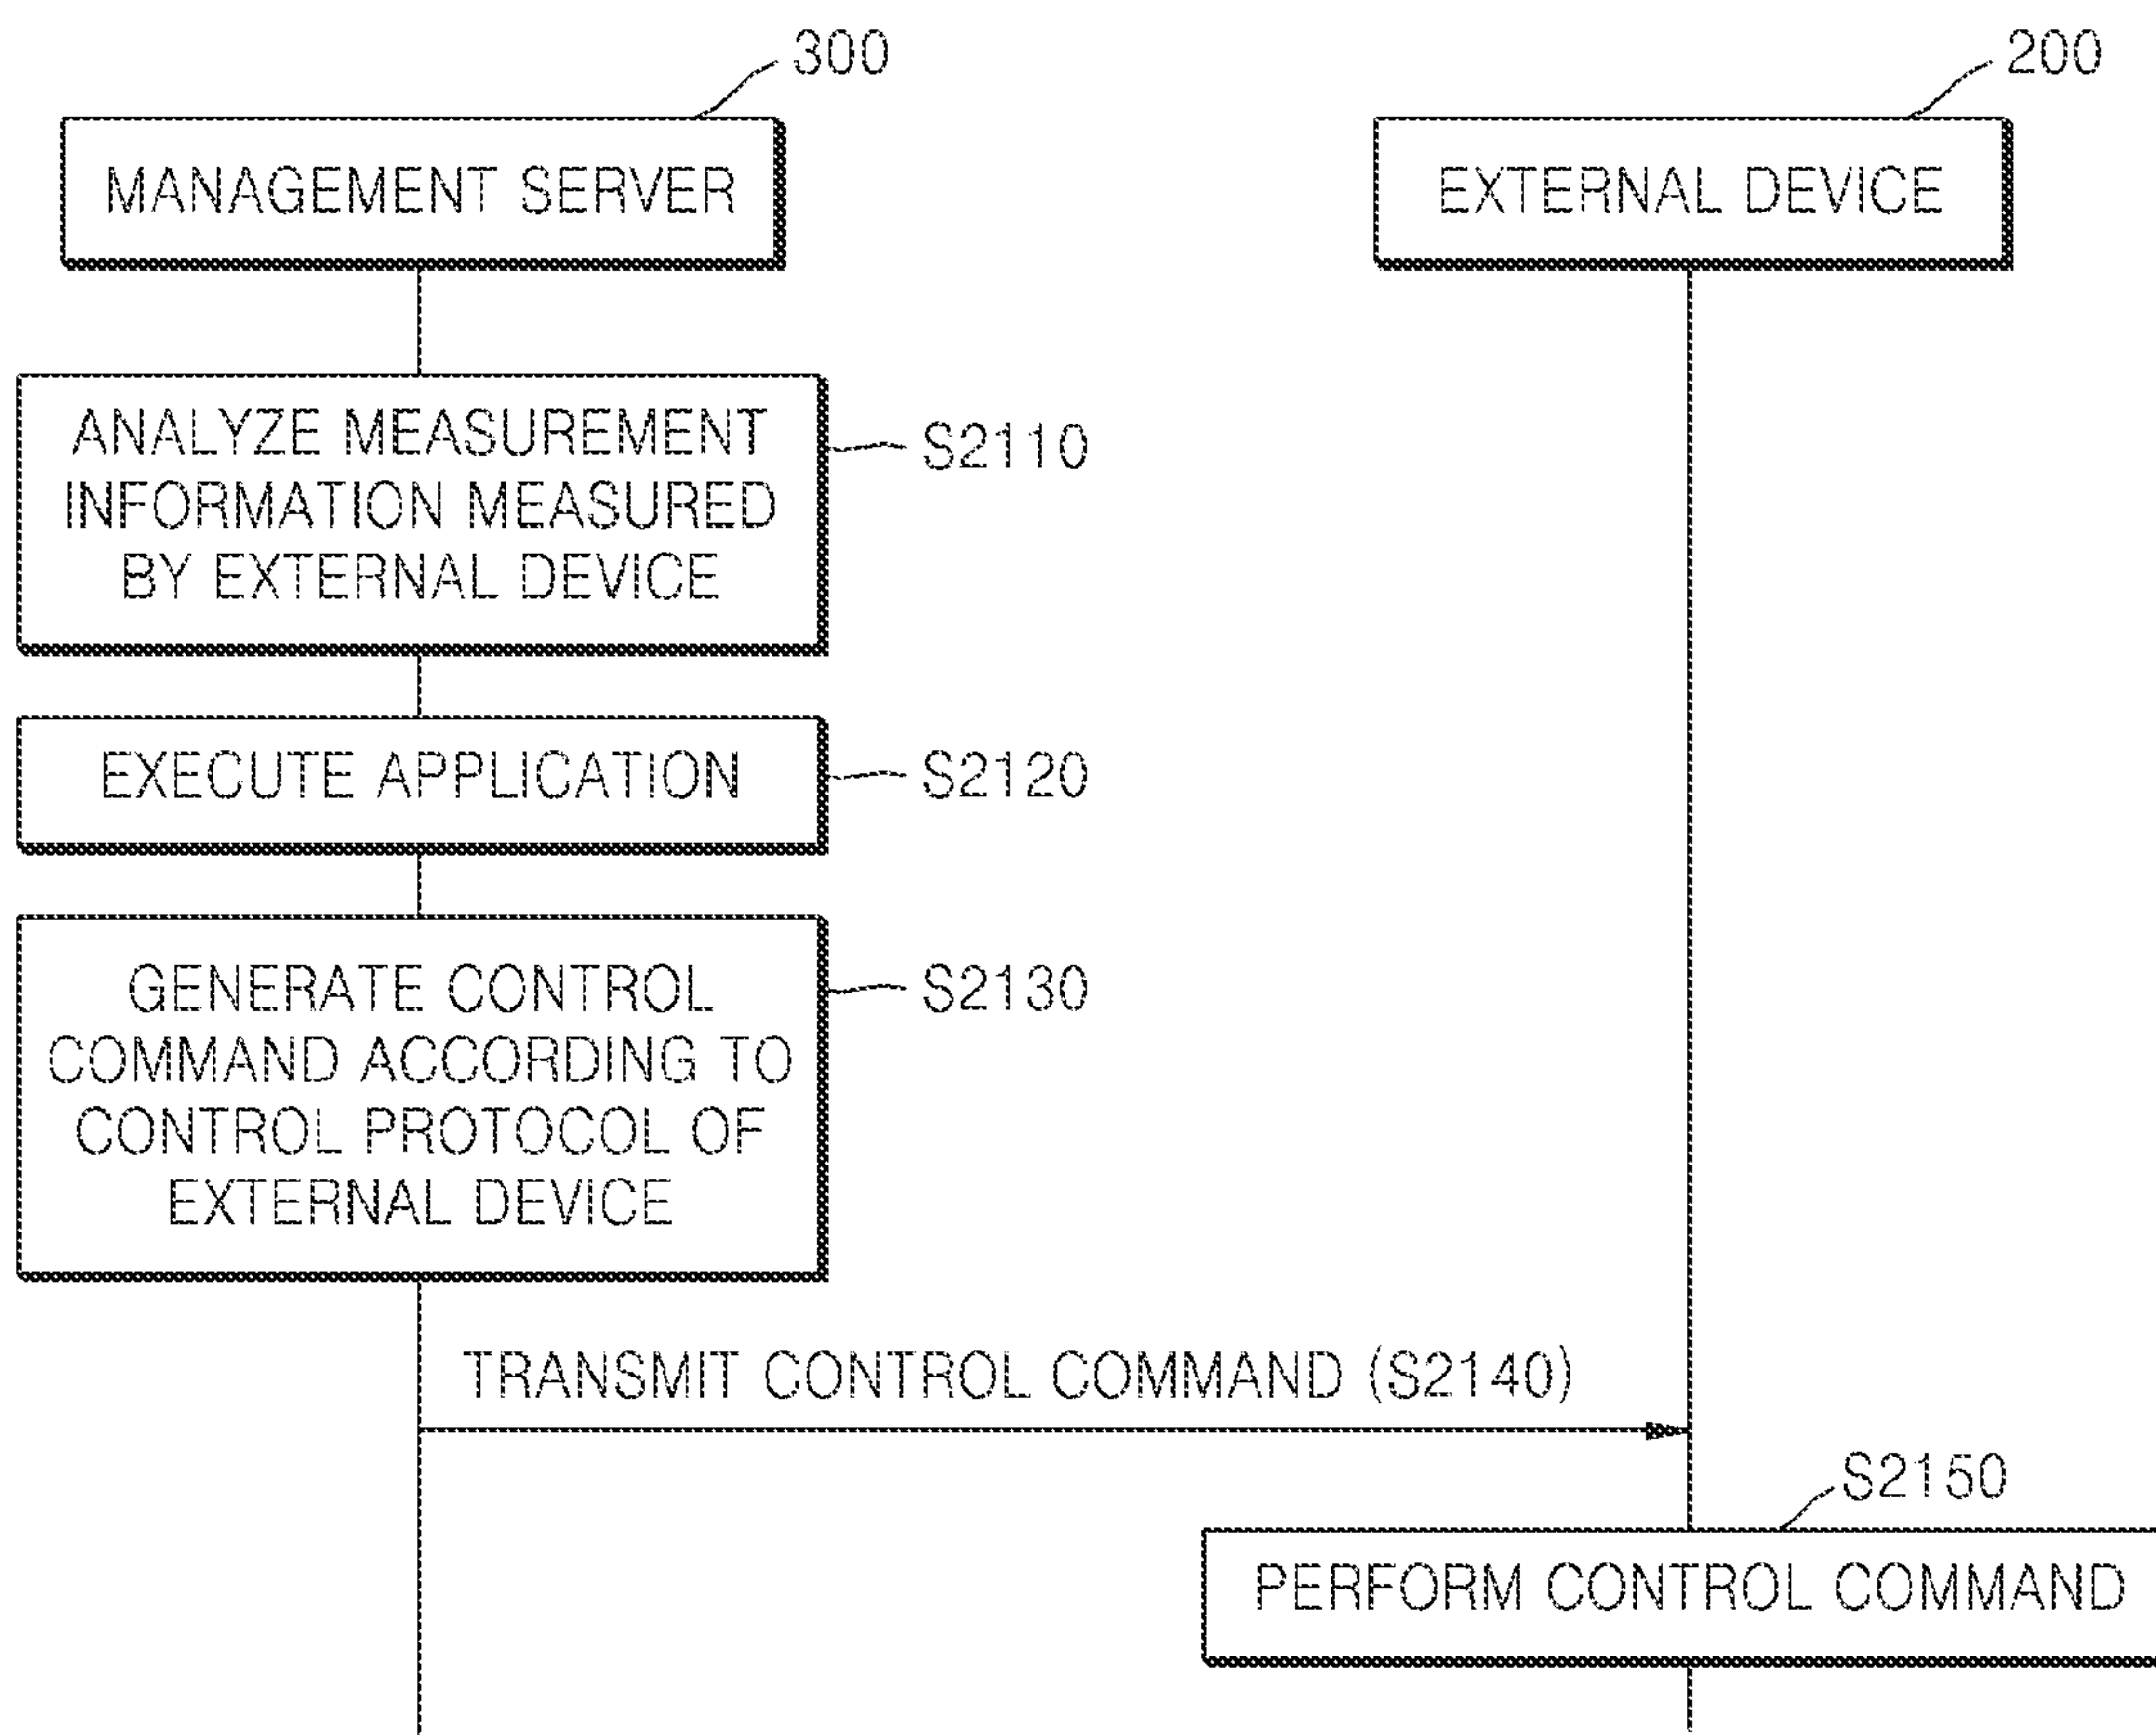 300
200
MANAGEMENT SERVER
EXTERNAL DEVICE
ANALYZE MEASUREMENT
INFORMATION MEASURED
BY EXTERNAL DEVICE
S2110
EXECUTE APPLICATION
S2120
GENERATE CONTROL
COMMAND ACCORDING TO
CONTROL PROTOCOL OF
EXTERNAL DEVICE
S2130
TRANSMIT CONTROL COMMAND (S2140)
S2150
PERFORM CONTROL COMMAND